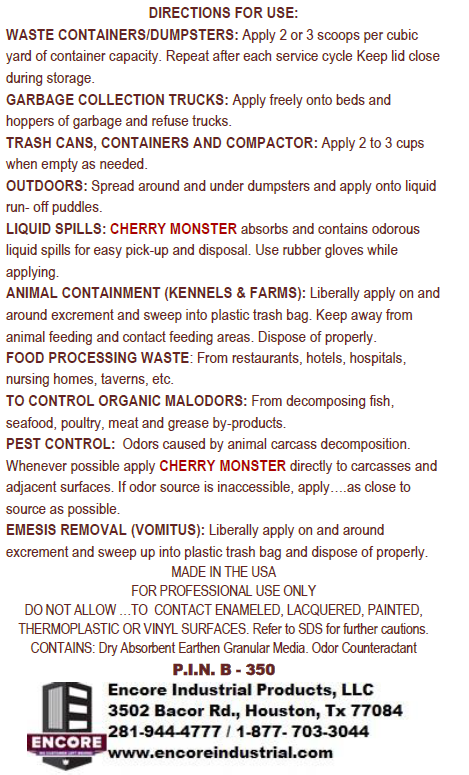 DIRECTIONS FOR USE:
WASTE CONTAINERS/DUMPSTERS: Apply 2 or 3 scoops per cubic
yard of container capacity. Repeat after each service cycle Keep lid close
during storage.
GARBAGE COLLECTION TRUCKS: Apply freely onto beds and
hoppers of garbage and refuse trucks.
TRASH CANS, CONTAINERS AND COMPACTOR: Apply 2 to 3 cups
when empty as needed.
OUTDOORS: Spread around and under dumpsters and apply onto liquid
run- off puddles.
LIQUID SPILLS: CHERRY MONSTER absorbs and contains odorous
liquid spills for easy pick-up and disposal. Use rubber gloves while
applying.
ANIMAL CONTAINMENT (KENNELS & FARMS): Liberally apply on and
around excrement and sweep into plastic trash bag. Keep away from
animal feeding and contact feeding areas. Dispose of properly.
FOOD PROCESSING WASTE: From restaurants, hotels, hospitals,
nursing homes, taverns, etc.
TO CONTROL ORGANIC MALODORS: From decomposing fish,
seafood, poultry, meat and grease by-products.
PEST CONTROL: Odors caused by animal carcass decomposition.
Whenever possible apply CHERRY MONSTER directly to carcasses and
adjacent surfaces. If odor source is inaccessible, apply….as close to
source as possible.
EMESIS REMOVAL (VOMITUS): Liberally apply on and around
excrement and sweep up into plastic trash bag and dispose of properly.
MADE IN THE USA
FOR PROFESSIONAL USE ONLY
DO NOT ALLOW …TO CONTACT ENAMELED, LACQUERED, PAINTED,
THERMOPLASTIC OR VINYL SURFACES. Refer to SDS for further cautions.
CONTAINS: Dry Absorbent Earthen Granular Media. Odor Counteractant
P.I.N. B - 350
Encore Industrial Products, LLC
3502 Bacor Rd., Houston, Tx 77084
281-944-4777 / 1-877- 703-3044
www.encoreindustrial.com
ENCORE